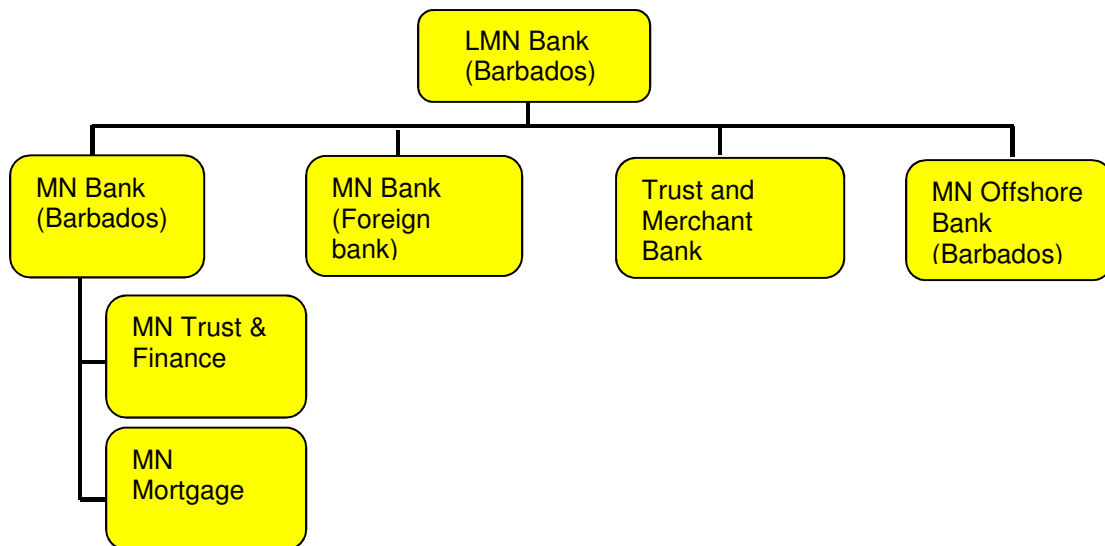 LMN Bank
(Barbados)
MN Bank
(Barbados)
MN Bank
(Foreign
bank)
Trust and
Merchant
Bank
MN Offshore
Bank
(Barbados)
MN Trust &
Finance
MN
Mortgage